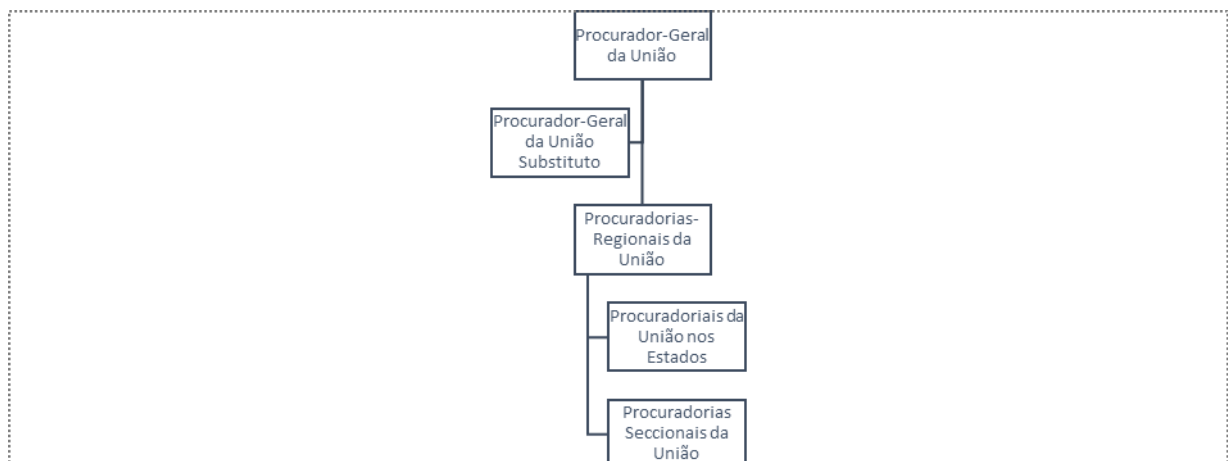 Procurador-Geral
da União
Procurador-Geral
da União
Substituto
Procuradorias-
Regionais da
União
Procuradoriais da
União nos
Estados
Procuradorias
Seccionais da
União